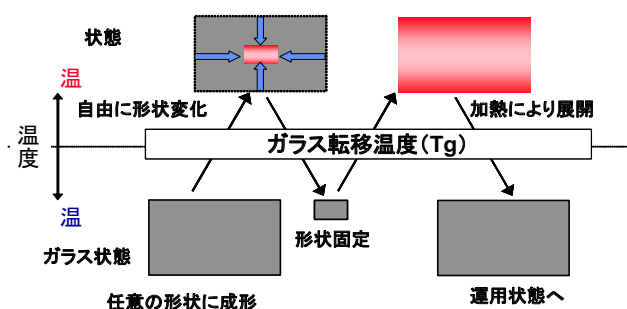 状態
温
自由に形状変化
加熱により展開
ガラス転移温度(Tg)
温度
温
ガラス状態
形状固定
任意の形状に成形
運用状態へ